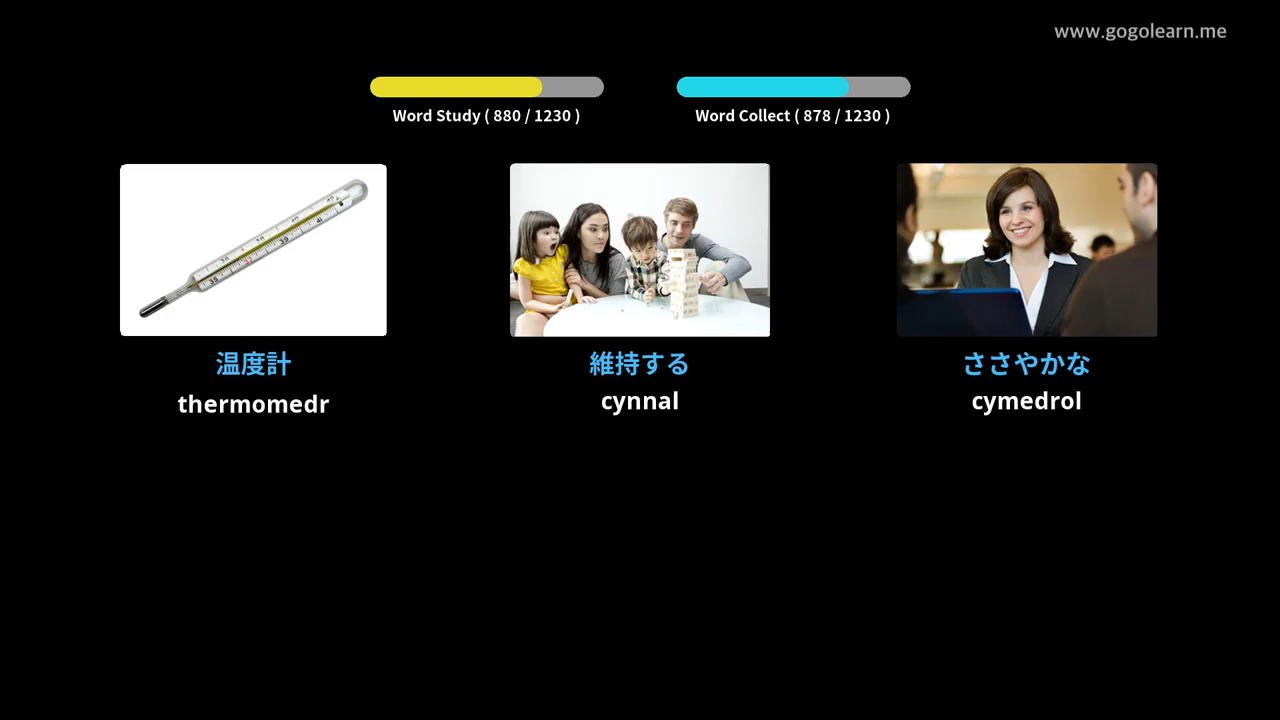 www.gogolearn.me
Word Study ( 880 / 1230 )
Word Collect ( 878 / 1230 )
温度計
維持する
ささやかな
thermomedr
cynnal
cymedrol